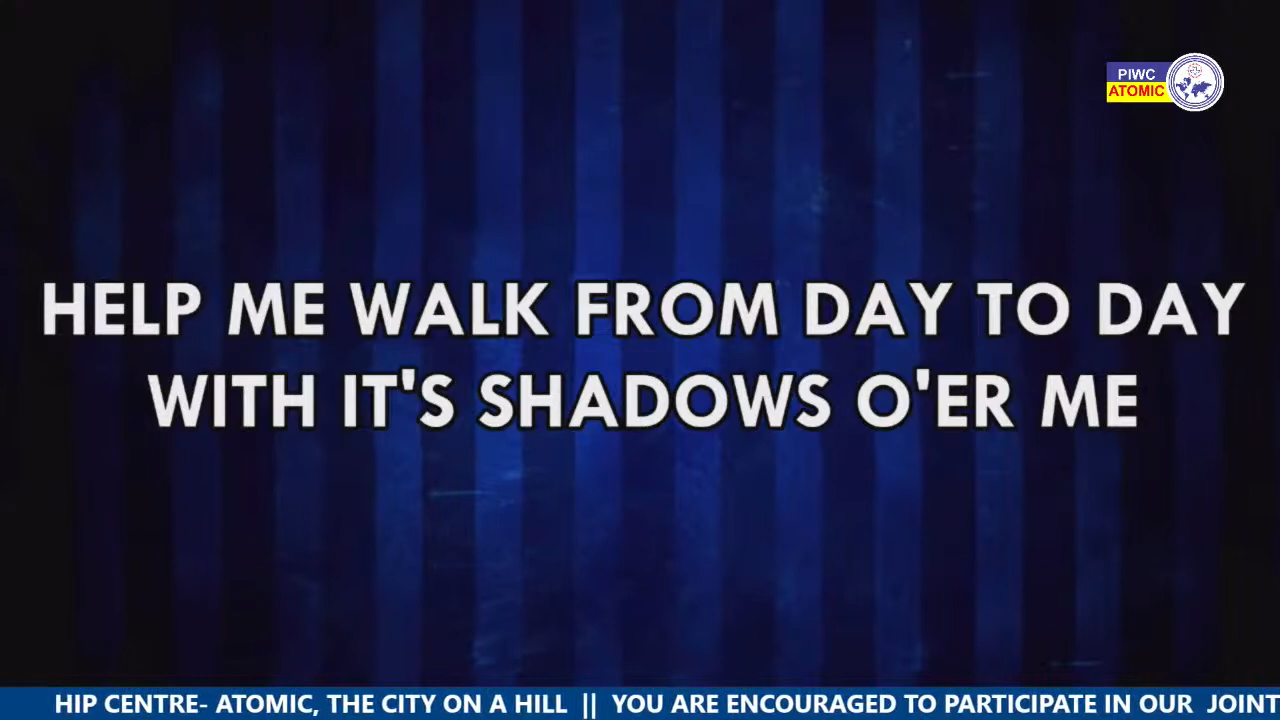 PIWC
ATOMIC
HELP ME WALK FROM DAY TO DAY
WITH IT'S SHADOWS O'ER ME
HIP CENTRE- ATOMIC, THE CITY ON A HILL || YOU ARE ENCOURAGED TO PARTICIPATE IN OUR JOINT